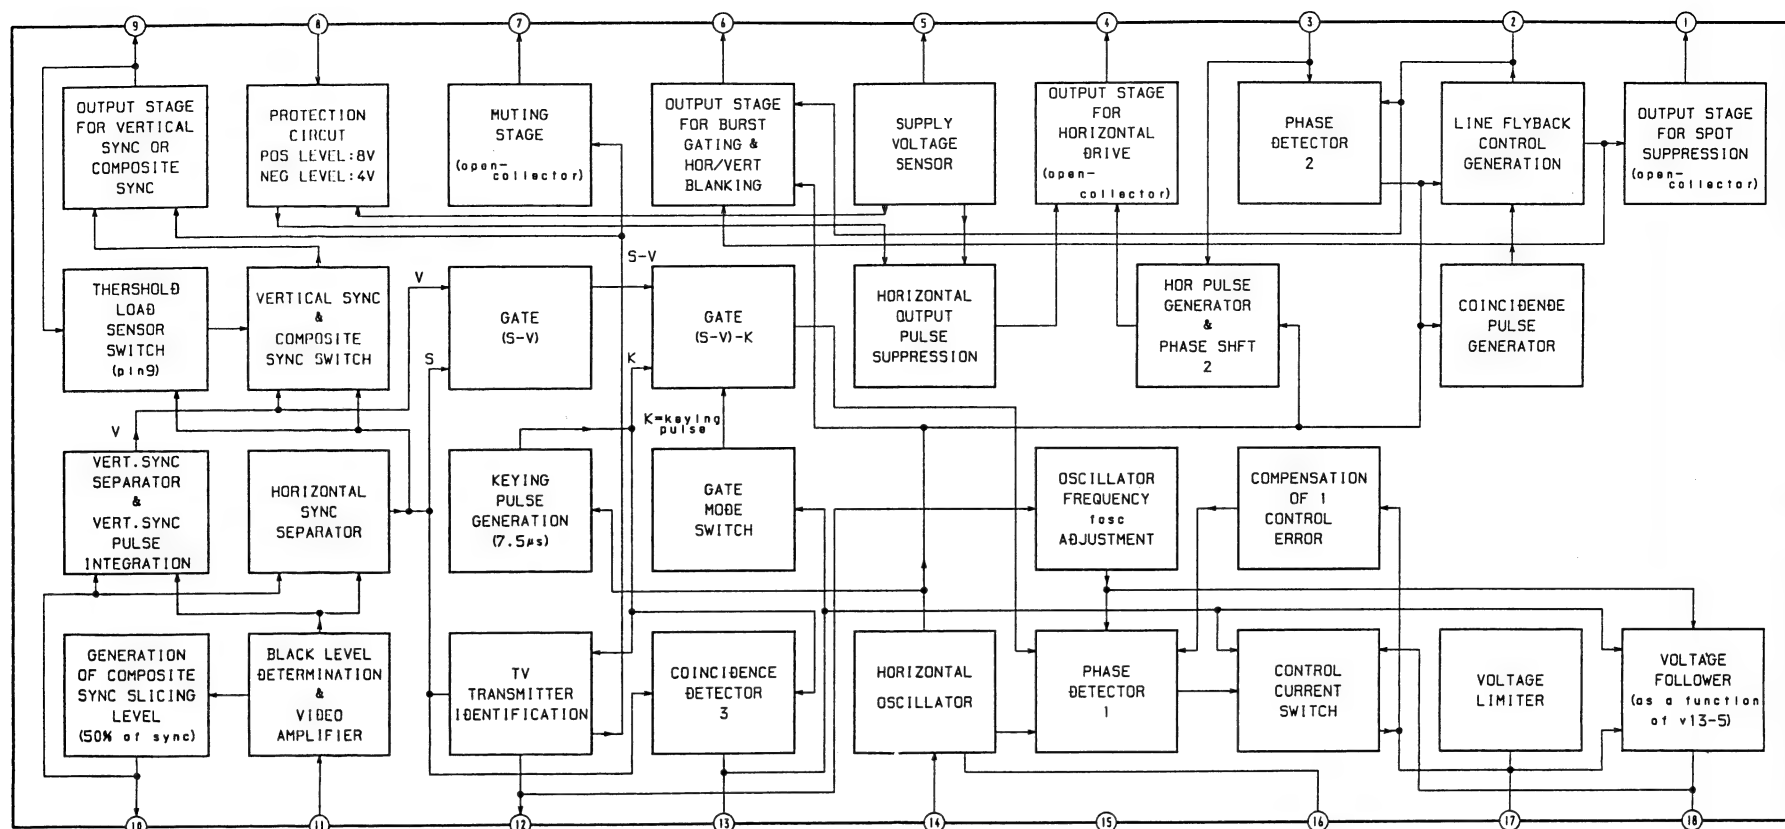 9
8
7
6
5
4
3
2
1
OUTPUT STAGE
FOR VERTICAL
SYNC OR
COMPOSITE
SYNC
PROTECTION
CIRCUT
POS LEVEL:8V
NEG LEVEL:4V
MUTING
STAGE
(open-
collector)
OUTPUT STAGE
FOR BURST
GATING &
HOR/VERT
BLANKING
SUPPLY
VOLTAGE
SENSOR
OUTPUT STAGE
FOR
HORIZONTAL
DRIVE
(open-
collector)
PHASE
DETECTOR
2
LINE FLYBACK
CONTROL
GENERATION
OUTPUT STAGE
FOR SPOT
SUPPRESSION
(open-
collector)
THERSHOLD
LOAD
SENSOR
SWITCH
(pin9)
VERTICAL SYNC
&
COMPOSITE
SYNC SWITCH
V
S
GATE
(S-V)
S-V
K
GATE
(S-V)-K
HORIZONTAL
OUTPUT
PULSE
SUPPRESSION
HOR PULSE
GENERATOR
&
PHASE SHFT
2
COINCIDENDE
PULSE
GENERATOR
V
K=keying
pulse
VERT.SYNC
SEPARATOR
&
VERT.SYNC
PULSE
INTEGRATION
HORIZONTAL
SYNC
SEPARATOR
KEYING
PULSE
GENERATION
(7.5µs)
GATE
MODE
SWITCH
OSCILLATOR
FREQUENCY
fosc
ADJUSTMENT
COMPENSATION
OF 1
CONTROL
ERROR
GENERATION
OF COMPOSITE
SYNC SLICING
LEVEL
(50% of sync)
BLACK LEVEL
DETERMINATION
&
VIDEO
AMPLIFIER
TV
TRANSMITTER
IDENTIFICATION
COINCIDENCE
DETECTOR
3
HORIZONTAL
OSCILLATOR
PHASE
DETECTOR
1
CONTROL
CURRENT
SWITCH
VOLTAGE
LIMITER
VOLTAGE
FOLLOWER
(as a function
of v13-5)
10
11
12
13
14
15
16
17
18